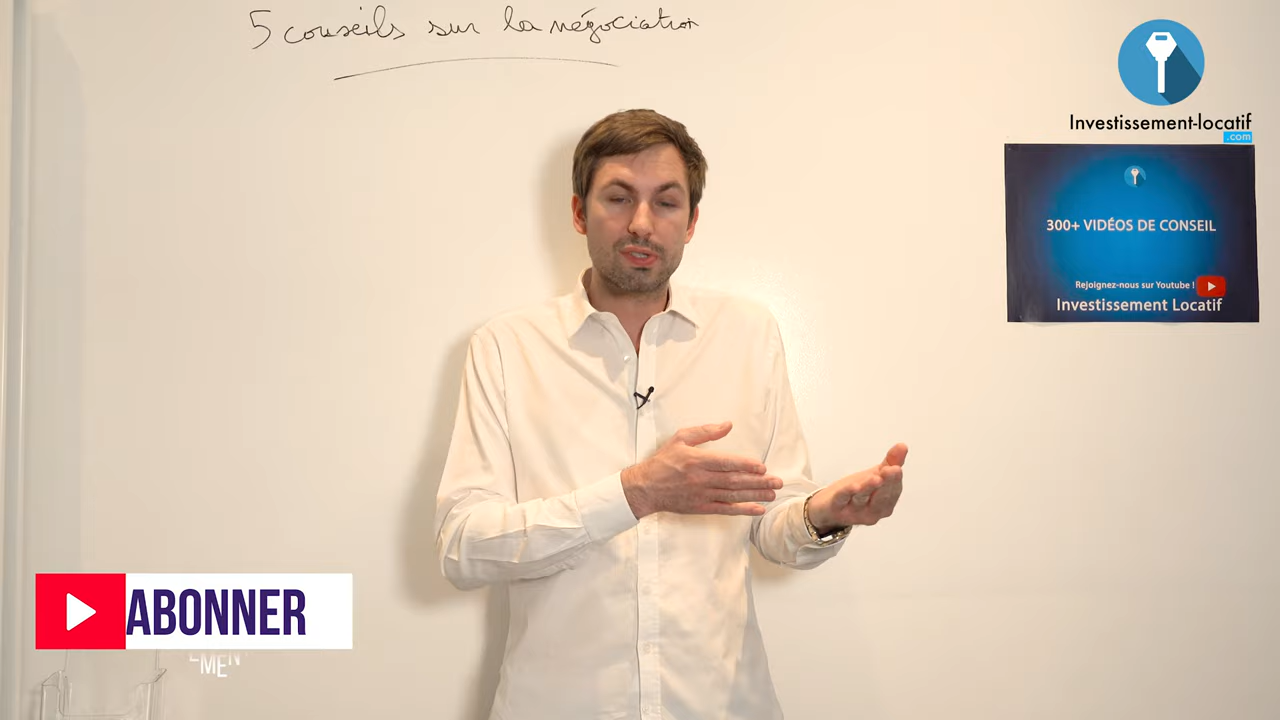 5 conseils sur la négociation
Investissement-locatif
.com
300+ VIDÉOS DE CONSEIL
Rejoignez-nous sur Youtube !
Investissement Locatif
ABONNER